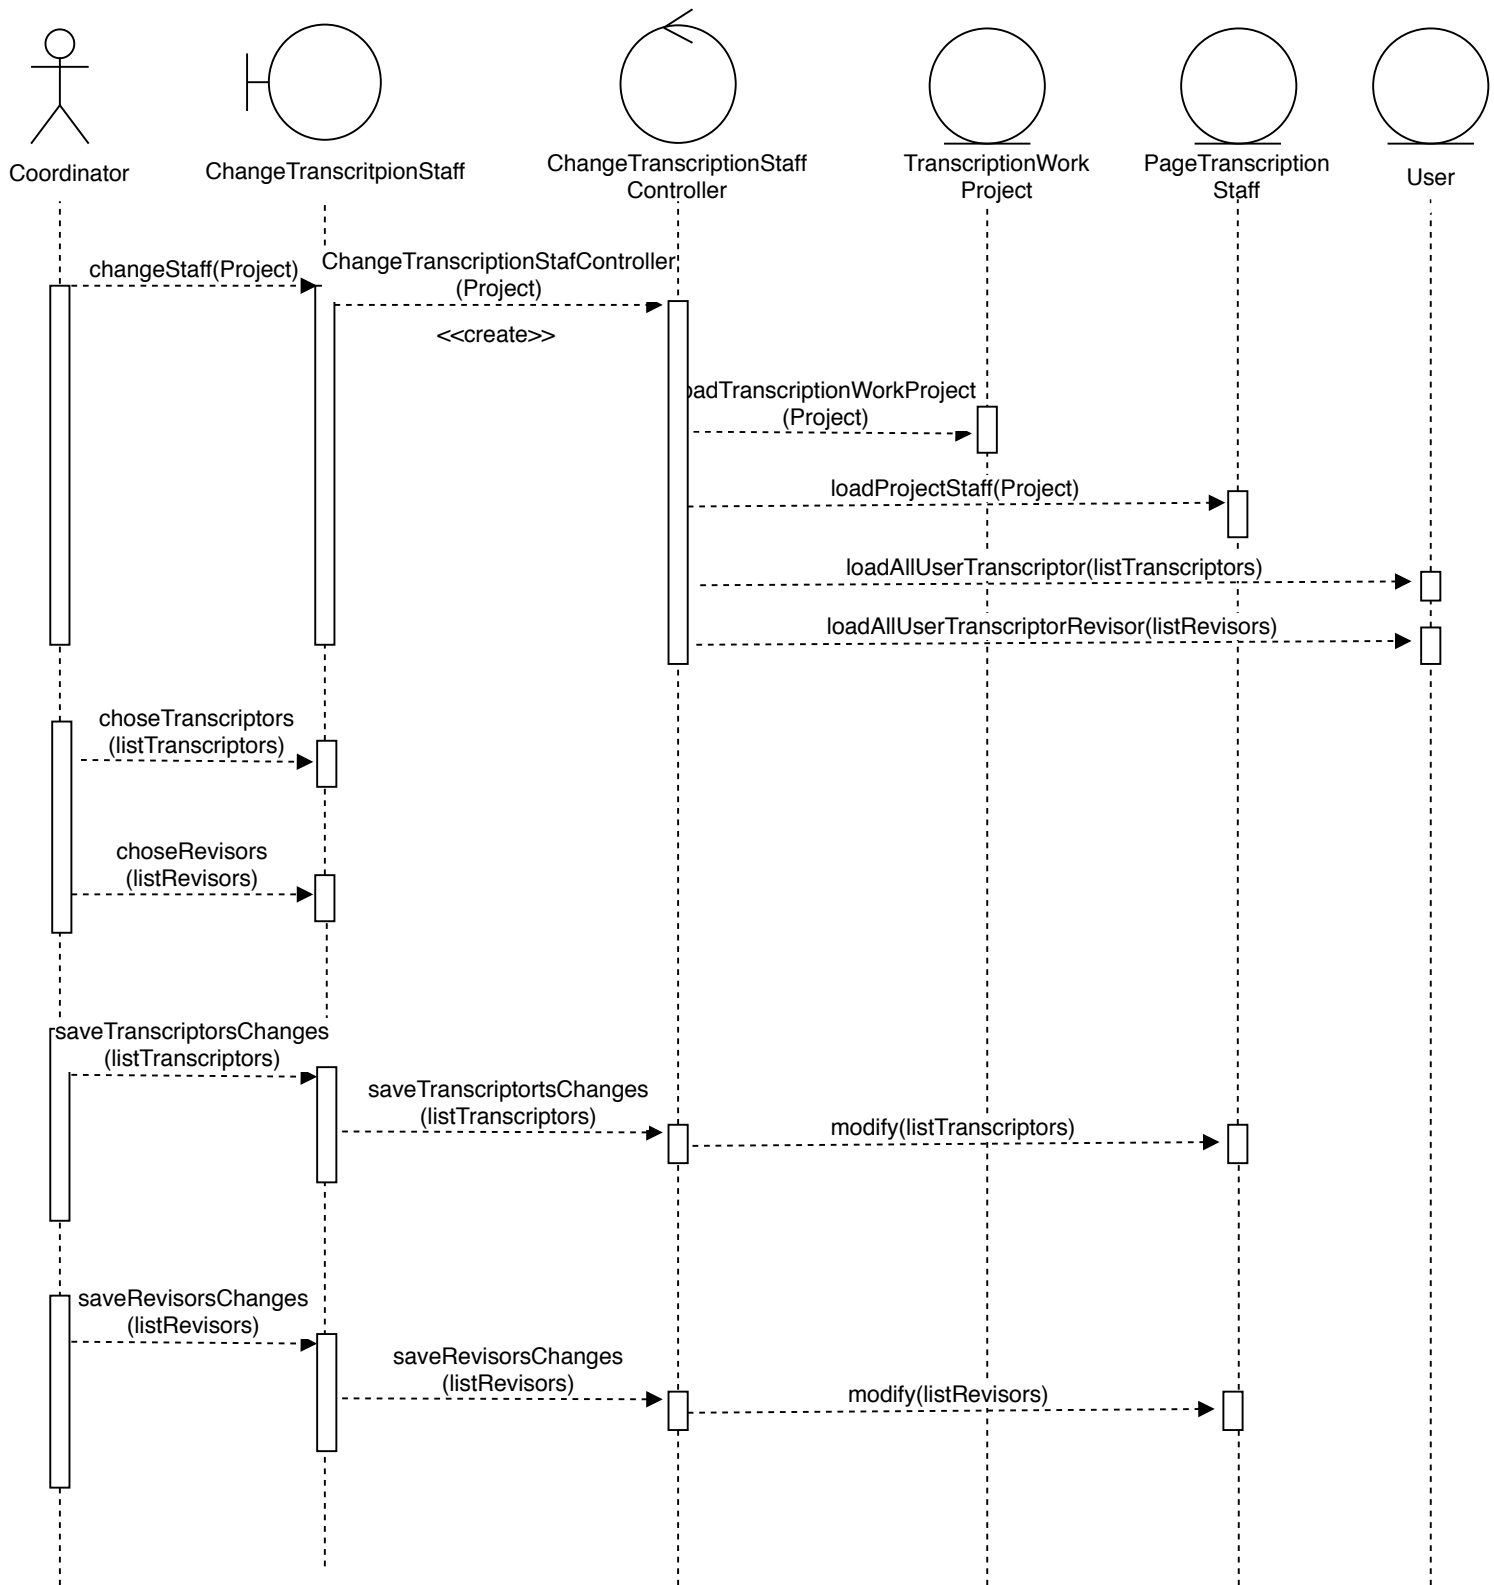 Coordinator
ChangeTranscritpionStaff
ChangeTranscriptionStaff
Controller
TranscriptionWork
Project
PageTranscription
Staff
User
changeStaff(Project)
ChangeTranscriptionStafController
(Project)
<<create>>
oadTranscriptionWorkProject
(Project)
loadProjectStaff(Project)
loadAllUserTranscriptor(listTranscriptors)
loadAllUserTranscriptorRevisor(listRevisors)
choseTranscriptors
(listTranscriptors)
choseRevisors
(listRevisors)
saveTranscriptorsChanges
(listTranscriptors)
saveTranscriptortsChanges
(listTranscriptors)
modify(listTranscriptors)
saveRevisorsChanges
(listRevisors)
saveRevisorsChanges
(listRevisors)
modify(listRevisors)